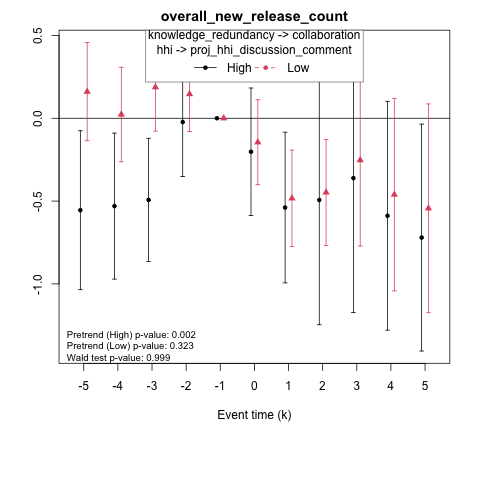 overall_new_release_count
knowledge_redundancy -> collaboration
hhi -> proj_hhi_discussion_comment
High Low
0.5
0.0
-0.5
-1.0
Pretrend (High) p-value: 0.002
Pretrend (Low) p-value: 0.323
Wald test p-value: 0.999
-5 -4 -3 -2 -1 0 1 2 3 4 5
Event time (k)